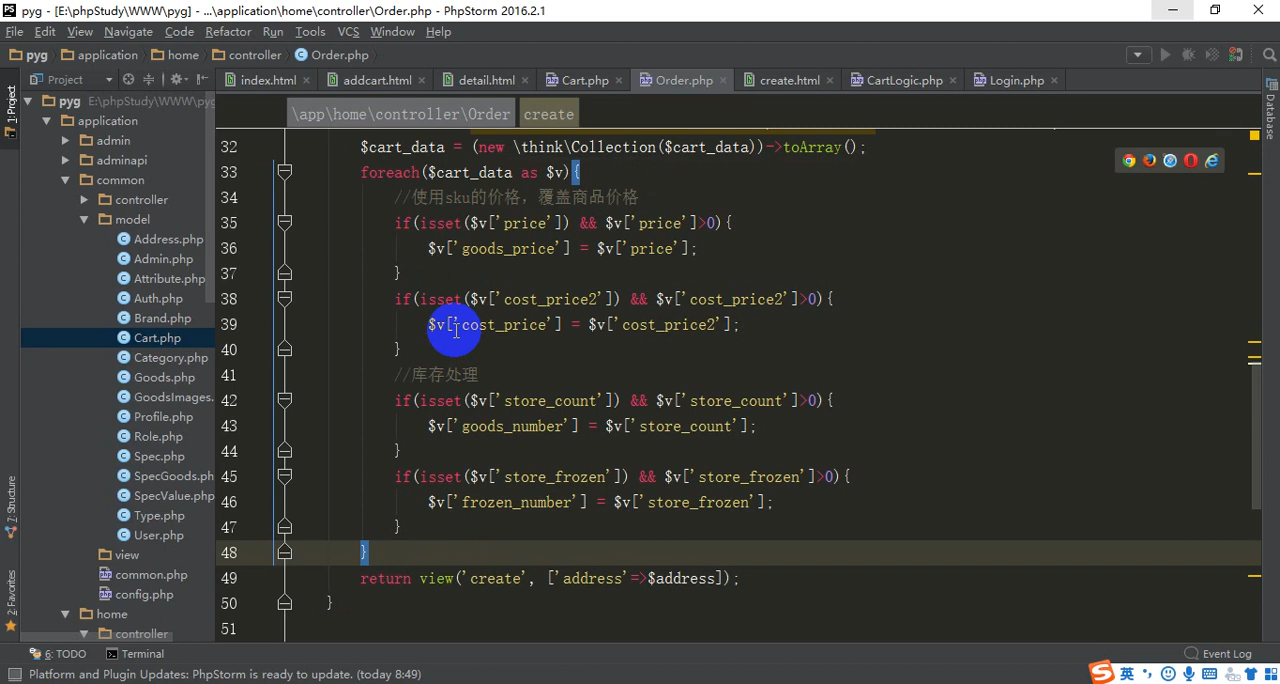 pyg - [E:\phpStudy\WWW\pyg] - ...\application\home\controller\Order.php - PhpStorm 2016.2.1
File Edit View Navigate Code Refactor Run Tools VCS Window Help
pyg application home controller Order.php
Project index.html addcart.html detail.html Cart.php Order.php create.html CartLogic.php Login.php
1: Project
Database
pyg E:\phpStudy\WWW\pyg
application
admin
adminapi
common
controller
model
Address.php
Admin.php
Attribute.php
Auth.php
Brand.php
Cart.php
Category.php
Goods.php
GoodsImages.
Profile.php
Role.php
Spec.php
SpecGoods.ph
SpecValue.php
Type.php
User.php
view
common.php
config.php
home
controller
7: Structure
2: Favorites
\app\home\controller\Order create
32 $cart_data = (new \think\Collection($cart_data))->toArray();
33 foreach($cart_data as $v){
34 //使用sku的价格，覆盖商品价格
35 if(isset($v['price']) && $v['price']>0){
36 $v['goods_price'] = $v['price'];
37 }
38 if(isset($v['cost_price2']) && $v['cost_price2']>0){
39 $v['cost_price'] = $v['cost_price2'];
40 }
41 //库存处理
42 if(isset($v['store_count']) && $v['store_count']>0){
43 $v['goods_number'] = $v['store_count'];
44 }
45 if(isset($v['store_frozen']) && $v['store_frozen']>0){
46 $v['frozen_number'] = $v['store_frozen'];
47 }
48 }
49 return view('create', ['address'=>$address]);
50 }
51
6: TODO Terminal Event Log
Platform and Plugin Updates: PhpStorm is ready to update. (today 8:49)
英